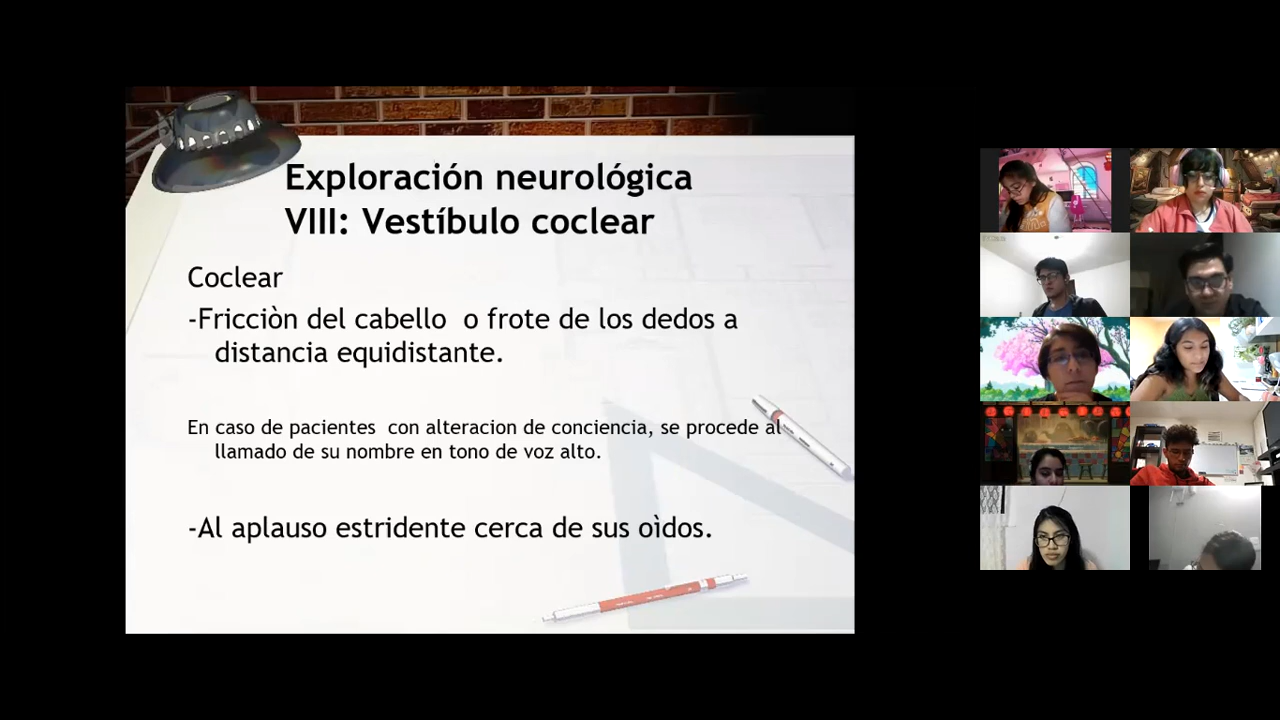 Exploración neurológica
VIII: Vestíbulo coclear
Coclear
-Fricciòn del cabello o frote de los dedos a
distancia equidistante.
En caso de pacientes con alteracion de conciencia, se procede al
llamado de su nombre en tono de voz alto.
-Al aplauso estridente cerca de sus oìdos.